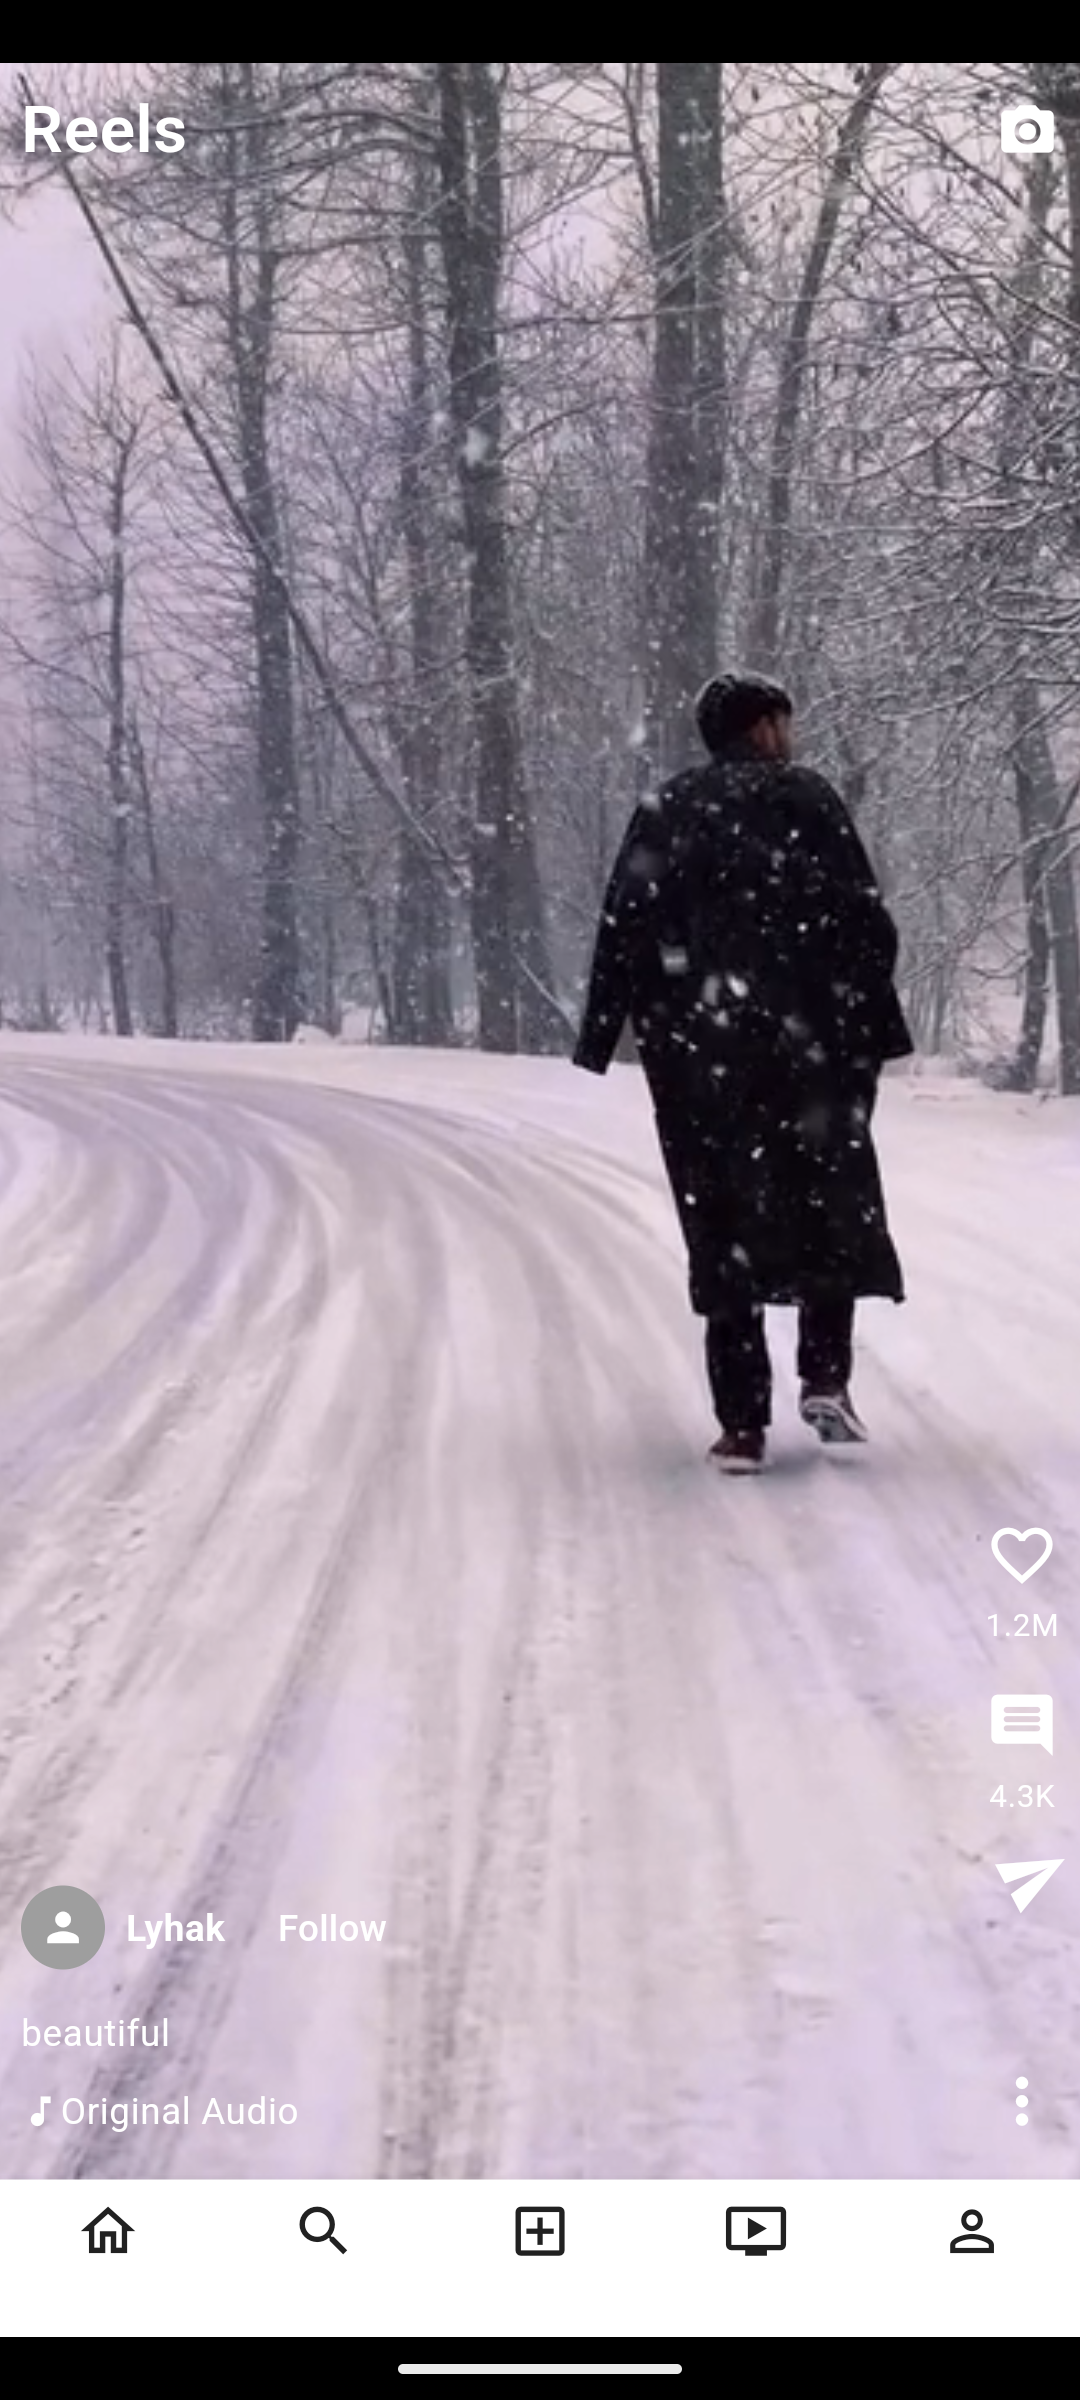 Reels
1.2M
4.3K
Lyhak Follow
beautiful
Original Audio